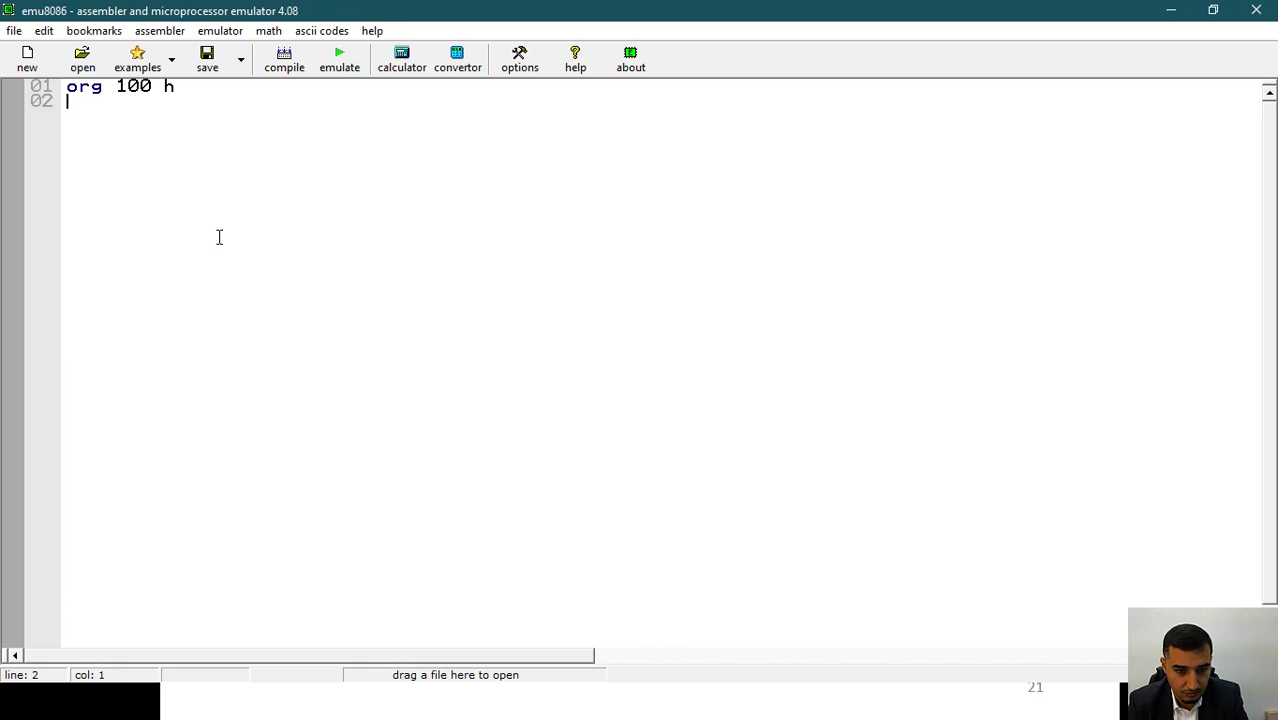 emu8086 - assembler and microprocessor emulator 4.08
file edit bookmarks assembler emulator math ascii codes help
new open examples save compile emulate calculator convertor options help about
01 org 100 h
02
line: 2 col: 1 drag a file here to open
21